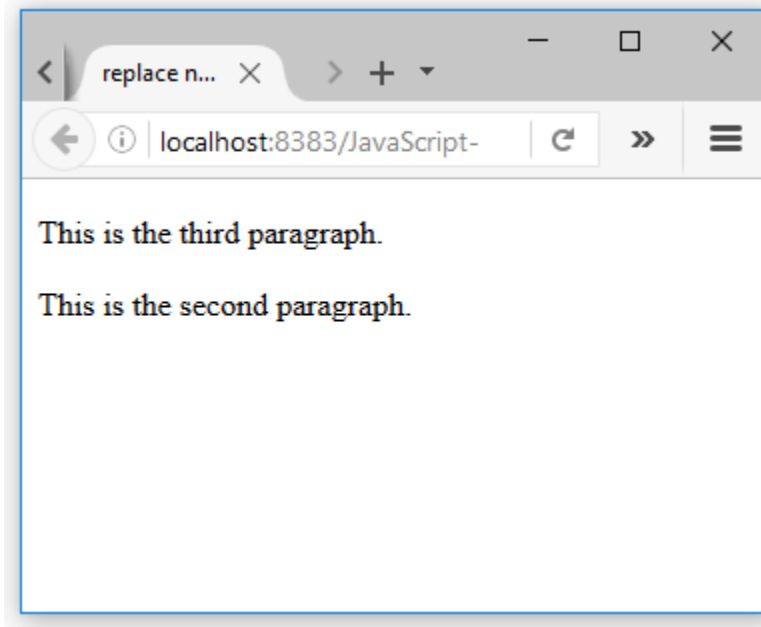 replace n...
localhost:8383/JavaScript-
This is the third paragraph.
This is the second paragraph.